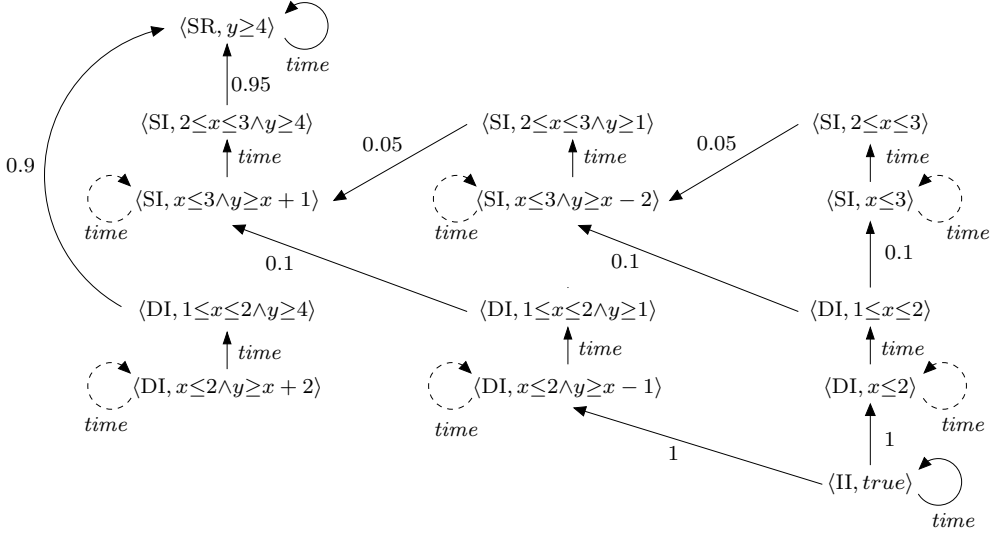 ⟨SR, y≥4⟩
time
0.95
⟨SI, 2≤x≤3∧y≥4⟩
⟨SI, 2≤x≤3∧y≥1⟩
⟨SI, 2≤x≤3⟩
0.9
time
0.05
time
0.05
time
⟨SI, x≤3∧y≥x + 1⟩
⟨SI, x≤3∧y≥x − 2⟩
⟨SI, x≤3⟩
time
time
time
0.1
0.1
0.1
⟨DI, 1≤x≤2∧y≥4⟩
⟨DI, 1≤x≤2∧y≥1⟩
⟨DI, 1≤x≤2⟩
time
time
time
⟨DI, x≤2∧y≥x + 2⟩
⟨DI, x≤2∧y≥x − 1⟩
⟨DI, x≤2⟩
time
time
time
1
1
⟨II, true⟩
time